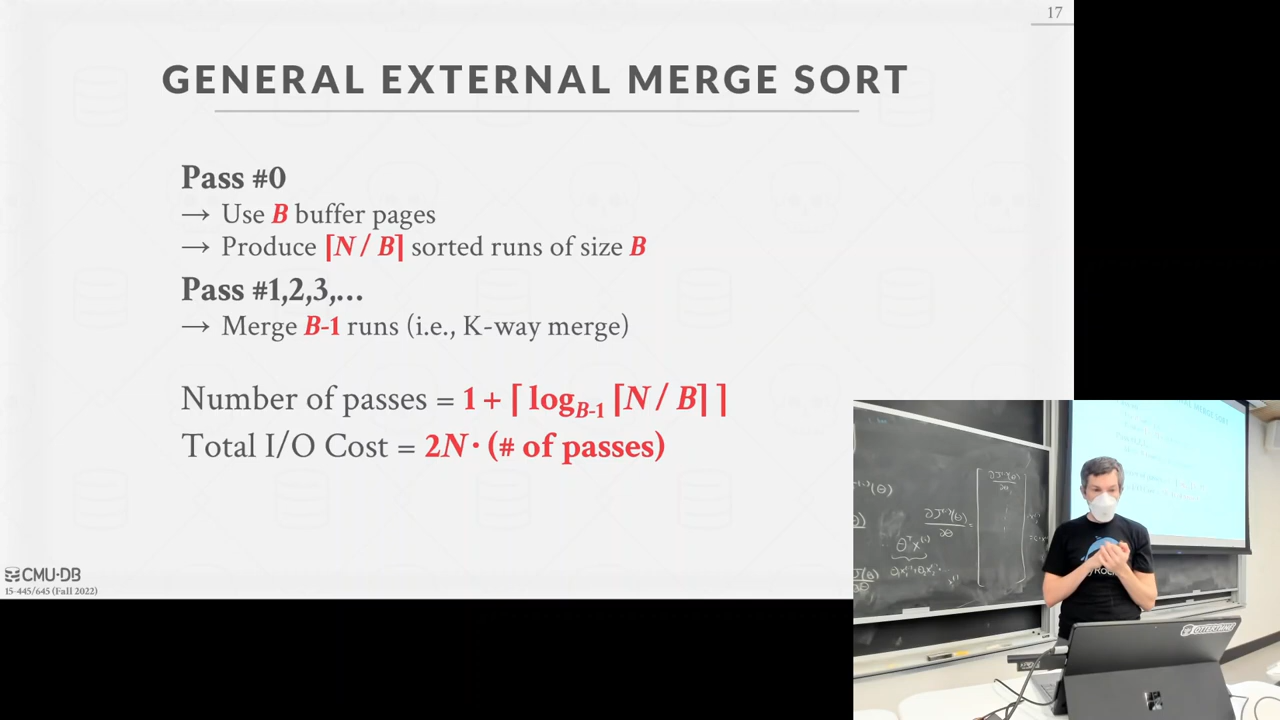 17
GENERAL EXTERNAL MERGE SORT
Pass #0
→ Use B buffer pages
→ Produce ⌈N / B⌉ sorted runs of size B
Pass #1,2,3,…
→ Merge B-1 runs (i.e., K-way merge)
Number of passes = 1 + ⌈ log_{B-1} ⌈N / B⌉ ⌉
Total I/O Cost = 2N · (# of passes)
CMU·DB
15-445/645 (Fall 2022)